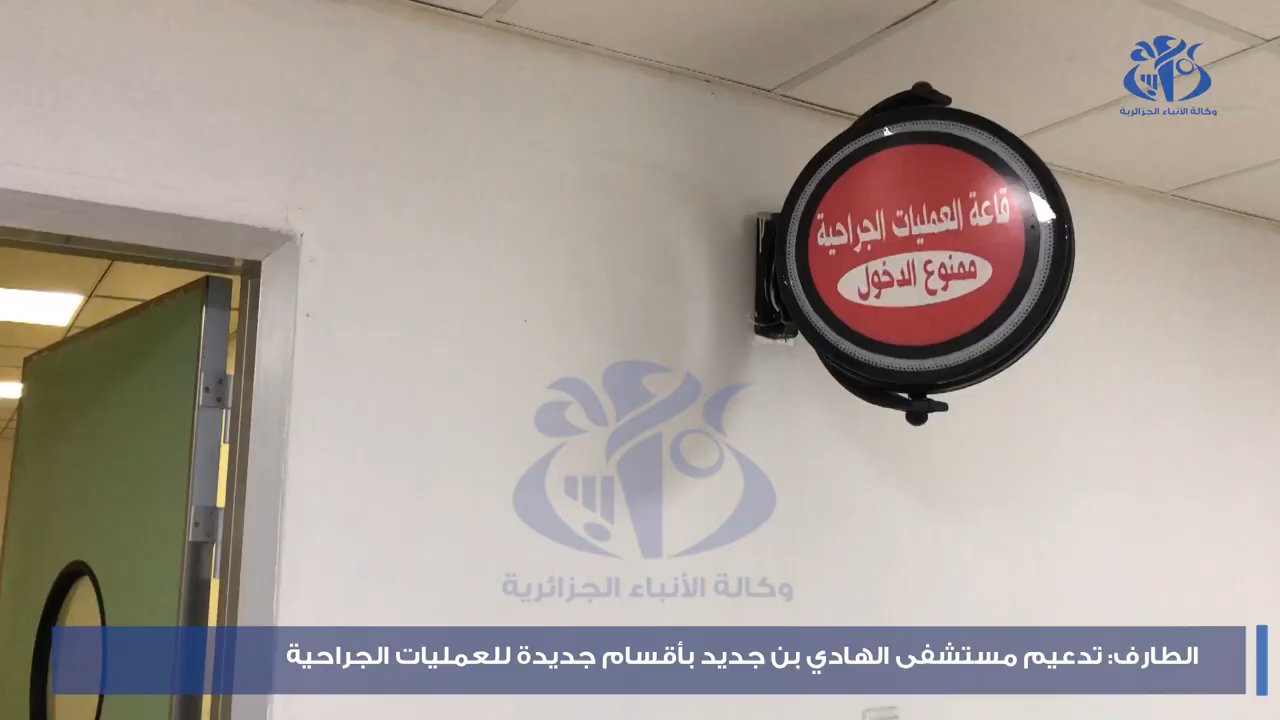 وكالة الأنباء الجزائرية
قاعة العمليات الجراحية
ممنوع الدخول
وكالة الأنباء الجزائرية
الطارف: تدعيم مستشفى الهادي بن جديد بأقسام جديدة للعمليات الجراحية